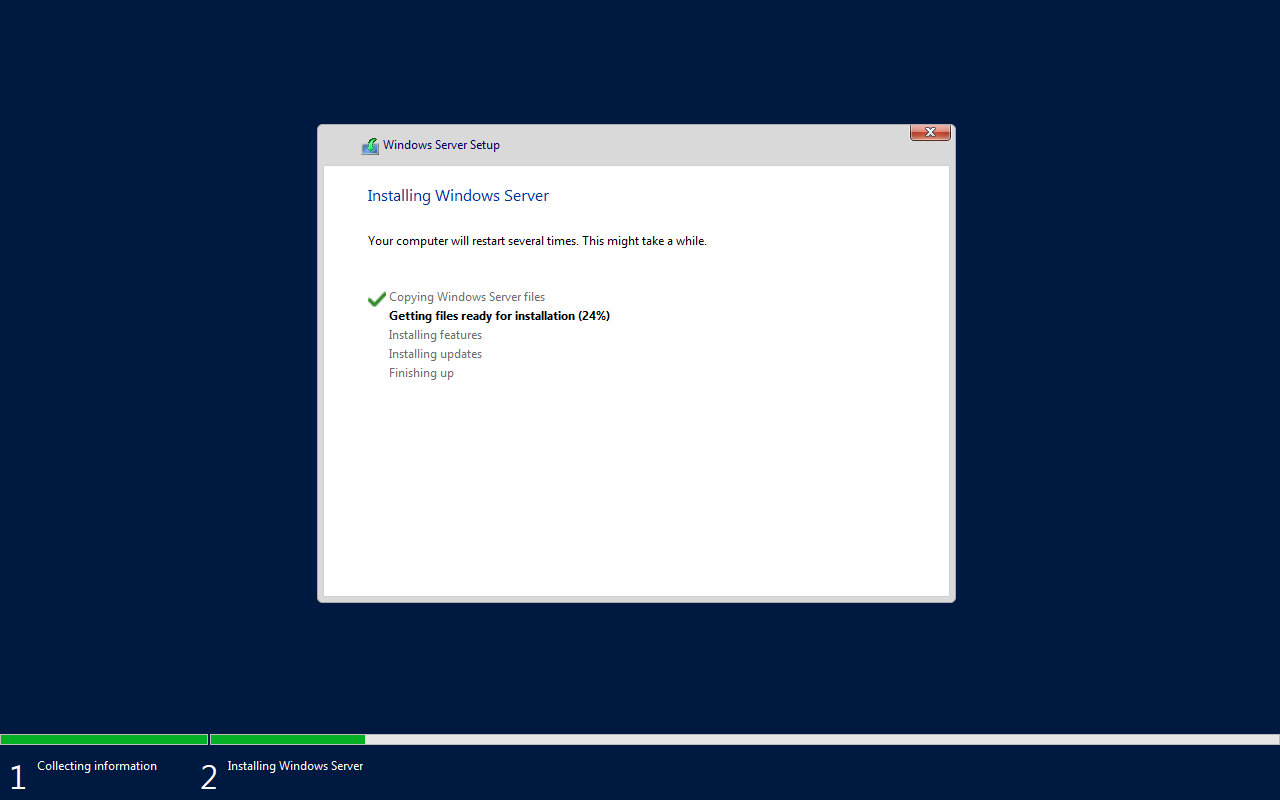 Windows Server Setup
Installing Windows Server
Your computer will restart several times. This might take a while.
Copying Windows Server files
Getting files ready for installation (24%)
Installing features
Installing updates
Finishing up
1 Collecting information
2 Installing Windows Server